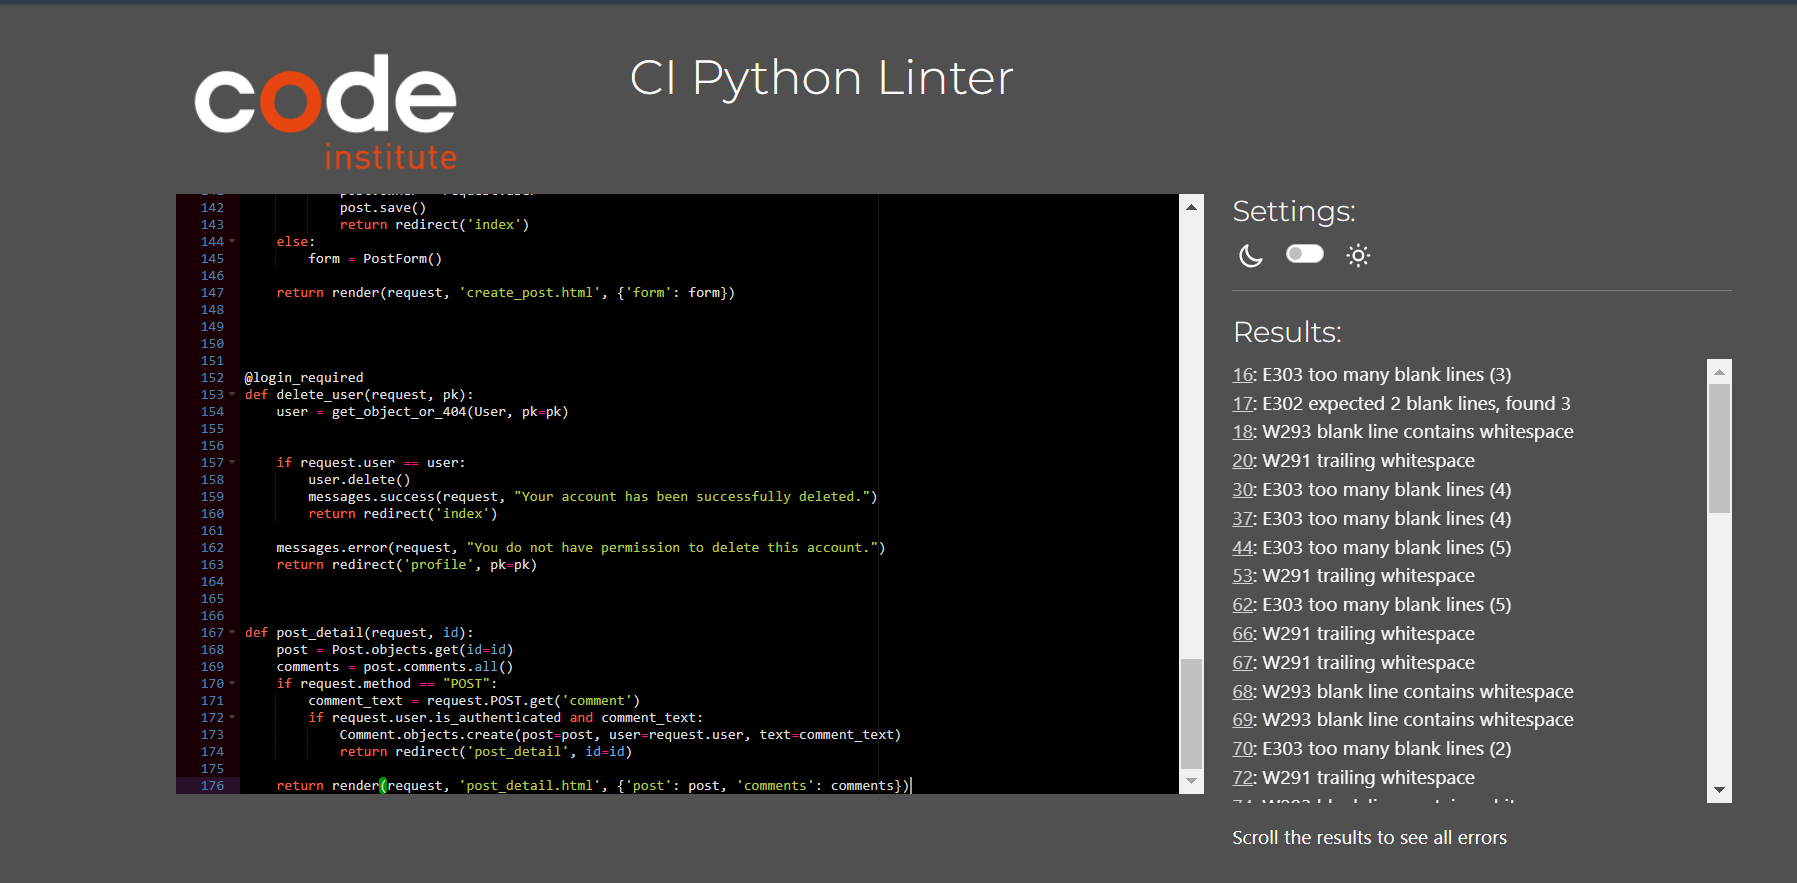 code
institute
CI Python Linter
142 post.save()
143 return redirect('index')
144 else:
145 form = PostForm()
146
147 return render(request, 'create_post.html', {'form': form})
148
149
150
151
152 @login_required
153 def delete_user(request, pk):
154 user = get_object_or_404(User, pk=pk)
155
156
157 if request.user == user:
158 user.delete()
159 messages.success(request, "Your account has been successfully deleted.")
160 return redirect('index')
161
162 messages.error(request, "You do not have permission to delete this account.")
163 return redirect('profile', pk=pk)
164
165
166
167 def post_detail(request, id):
168 post = Post.objects.get(id=id)
169 comments = post.comments.all()
170 if request.method == "POST":
171 comment_text = request.POST.get('comment')
172 if request.user.is_authenticated and comment_text:
173 Comment.objects.create(post=post, user=request.user, text=comment_text)
174 return redirect('post_detail', id=id)
175
176 return render(request, 'post_detail.html', {'post': post, 'comments': comments})
Settings:
Results:
16: E303 too many blank lines (3)
17: E302 expected 2 blank lines, found 3
18: W293 blank line contains whitespace
20: W291 trailing whitespace
30: E303 too many blank lines (4)
37: E303 too many blank lines (4)
44: E303 too many blank lines (5)
53: W291 trailing whitespace
62: E303 too many blank lines (5)
66: W291 trailing whitespace
67: W291 trailing whitespace
68: W293 blank line contains whitespace
69: W293 blank line contains whitespace
70: E303 too many blank lines (2)
72: W291 trailing whitespace
Scroll the results to see all errors